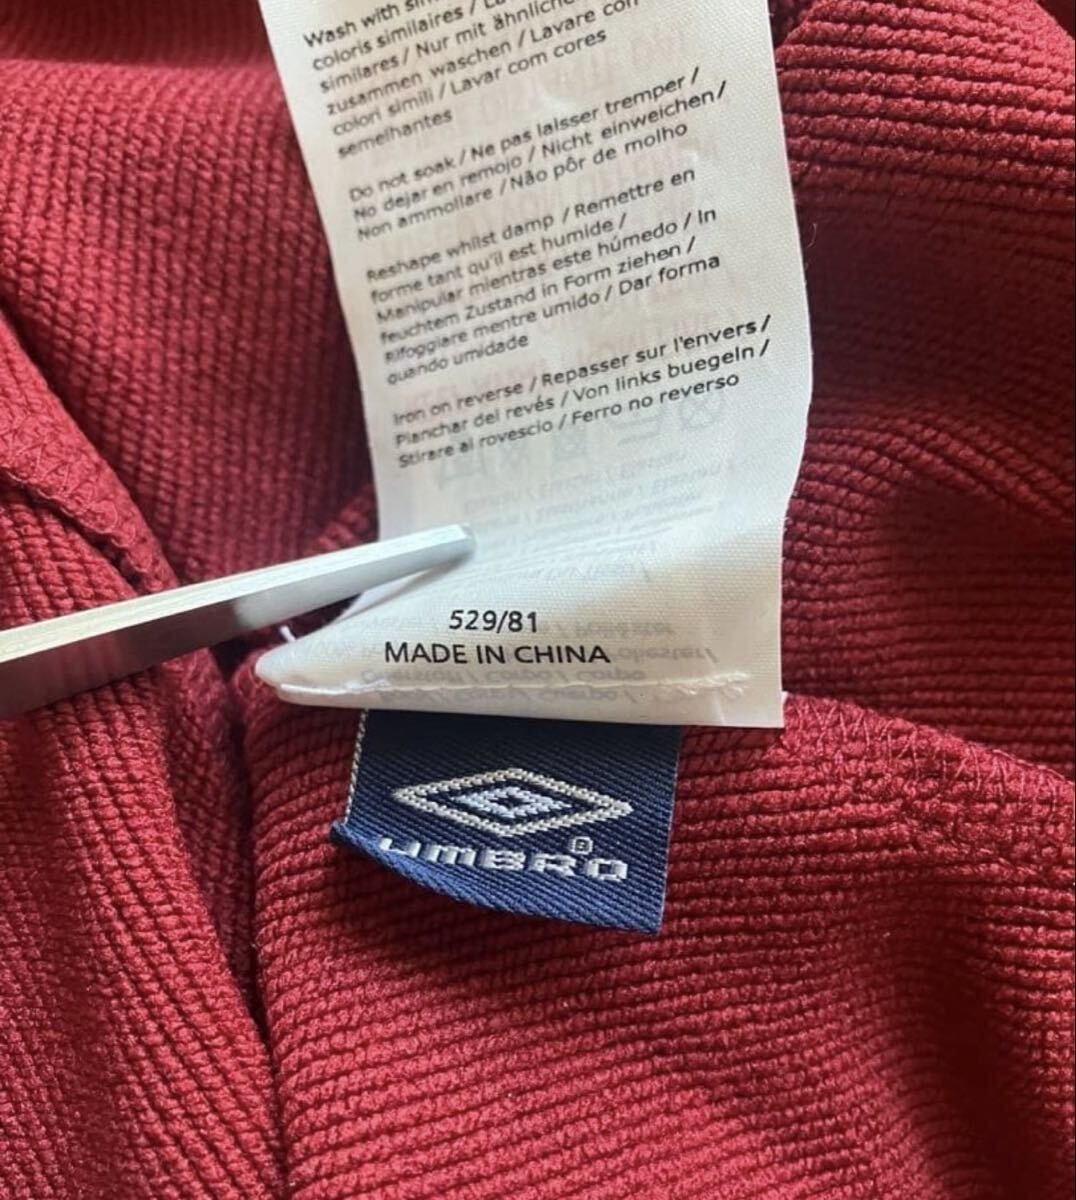 Wash with
coloris similaires /
similares / Nur mit ähnlichen
zusammen waschen / Lavare con
colori simili / Lavar com cores
semelhantes
Do not soak / Ne pas laisser tremper /
No dejar en remojo / Nicht einweichen /
Non ammollare / Não pôr de molho
Reshape whilst damp / Remettre en
forme tant qu'il est humide /
Manipular mientras este húmedo / In
feuchtem Zustand in Form ziehen /
Rifoggiare mentre umido / Dar forma
quando umidade
Iron on reverse / Repasser sur l'envers /
Planchar del revés / Von links buegeln /
Stirare al rovescio / Ferro no reverso
529/81
MADE IN CHINA
UMBRO ®